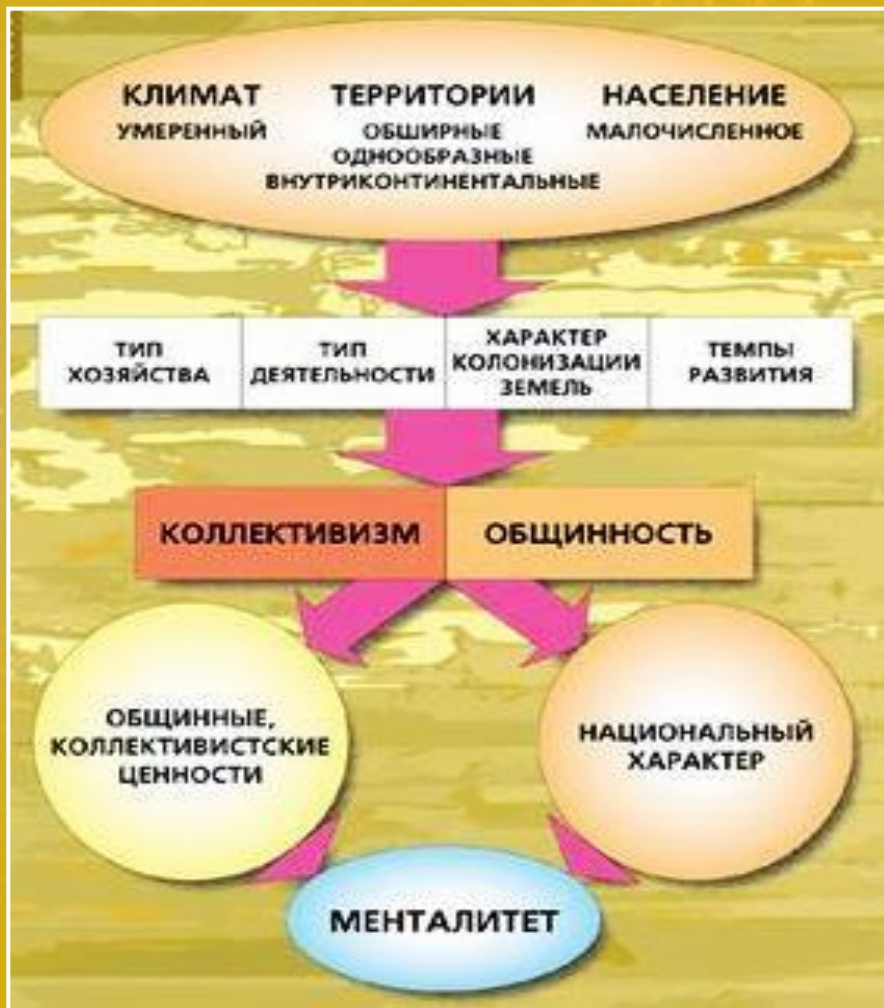 КЛИМАТ ТЕРРИТОРИИ НАСЕЛЕНИЕ
УМЕРЕННЫЙ ОБШИРНЫЕ МАЛОЧИСЛЕННОЕ
ОДНООБРАЗНЫЕ
ВНУТРИКОНТИНЕНТАЛЬНЫЕ
ТИП
ХОЗЯЙСТВА
ТИП
ДЕЯТЕЛЬНОСТИ
ХАРАКТЕР
КОЛОНИЗАЦИИ
ЗЕМЕЛЬ
ТЕМПЫ
РАЗВИТИЯ
КОЛЛЕКТИВИЗМ
ОБЩИННОСТЬ
ОБЩИННЫЕ,
КОЛЛЕКТИВИСТСКИЕ
ЦЕННОСТИ
НАЦИОНАЛЬНЫЙ
ХАРАКТЕР
МЕНТАЛИТЕТ